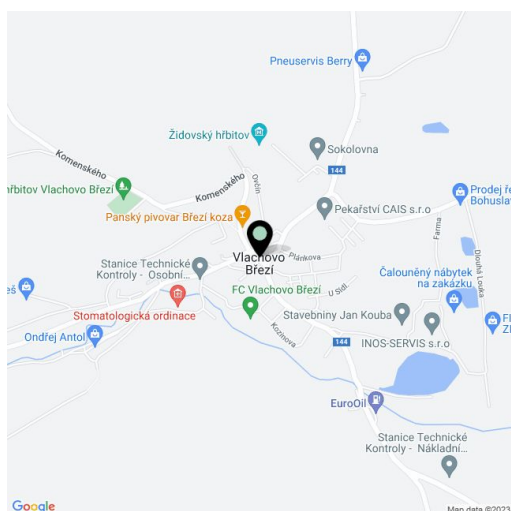 Pneuservis Berry
Židovský hřbitov
Sokolovna
144
Komenského
hřbitov Vlachovo Březí
Komenského
Ovčín
Prodej ře
Bohuslav
Panský pivovar Březí koza
Pekařství CAIS s.r.o
Farma
Vlachovo
Březí
Plánkova
Dlouhá Louka
Stanice Technické
Kontroly - Osobní...
Čalouněný nábytek
na zakázku
FC Vlachovo Březí
U Sídl.
Stomatologická ordinace
Stavebniny Jan Kouba
Ondřej Antol
Kozinova
144
INOS-SERVIS s.r.o
EuroOil
Stanice Technické
Kontroly - Nákladní...
Google
Map data ©2023